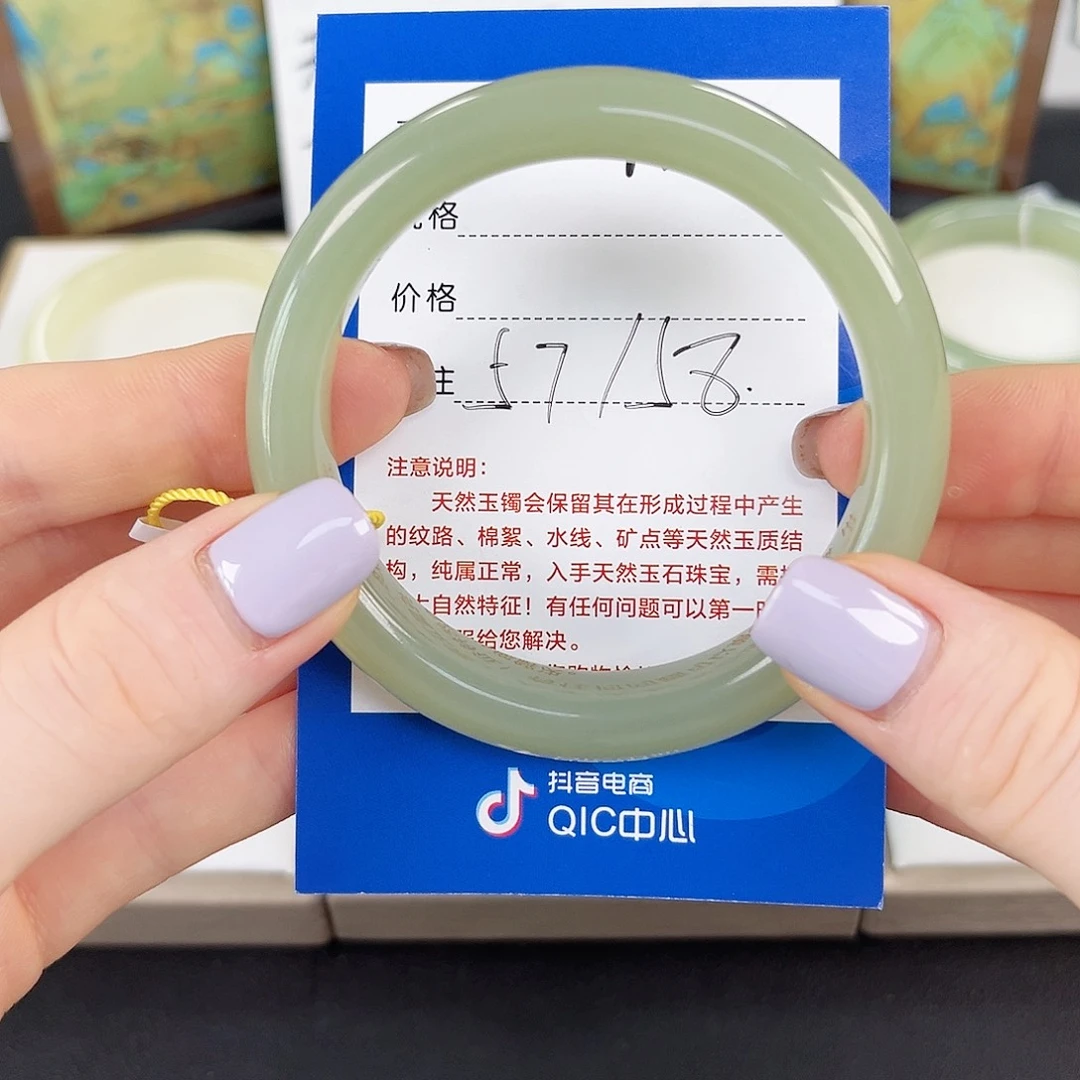 格
价格
主 57/58.
注意说明：
天然玉镯会保留其在形成过程中产生
的纹路、棉絮、水线、矿点等天然玉质结
构，纯属正常，入手天然玉石珠宝，需
自然特征！有任何问题可以第一
给您解决。
抖音电商
QIC中心